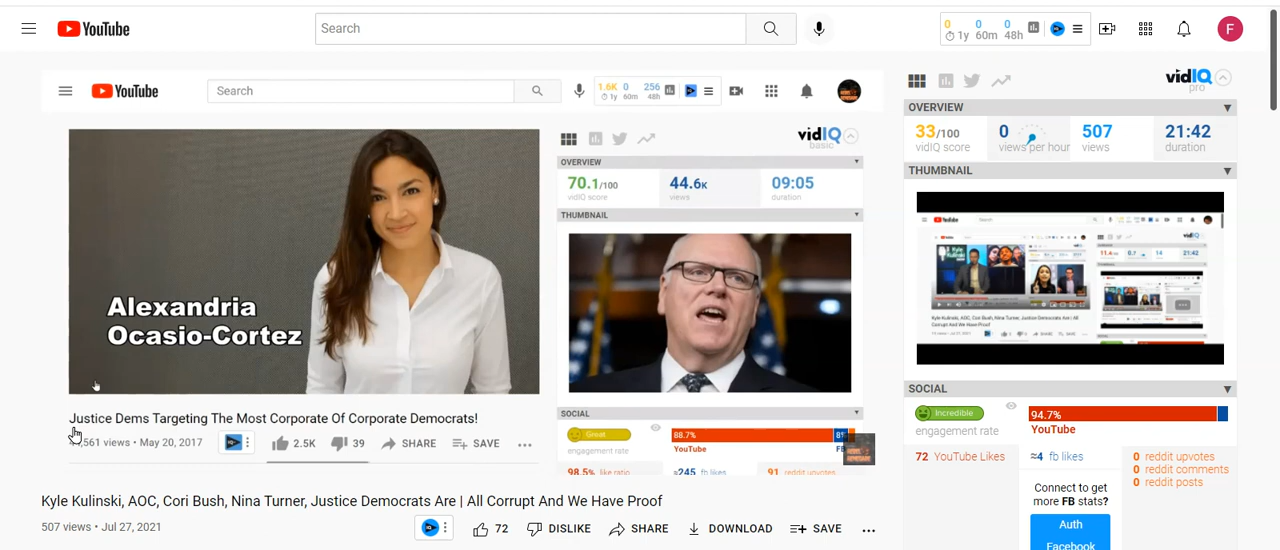 YouTube
Search
0 0 0
1y 60m 48h
F
YouTube
Search
1.6K 0 256
1y 60m 48h
vidIQ
basic
OVERVIEW
70.1/100 44.6K 09:05
vidIQ score views duration
THUMBNAIL
Alexandria
Ocasio-Cortez
SOCIAL
Great 88.7%
engagement rate YouTube
98.5% like ratio ≈245 fb likes 91 reddit upvotes
Justice Dems Targeting The Most Corporate Of Corporate Democrats!
,561 views • May 20, 2017 2.5K 39 SHARE SAVE
Kyle Kulinski, AOC, Cori Bush, Nina Turner, Justice Democrats Are | All Corrupt And We Have Proof
507 views • Jul 27, 2021 72 DISLIKE SHARE DOWNLOAD SAVE
vidIQ
pro
OVERVIEW
33/100 0 507 21:42
vidIQ score views per hour views duration
THUMBNAIL
SOCIAL
Incredible 94.7%
engagement rate YouTube
72 YouTube Likes ≈4 fb likes 0 reddit upvotes
0 reddit comments
0 reddit posts
Connect to get
more FB stats?
Auth
Facebook